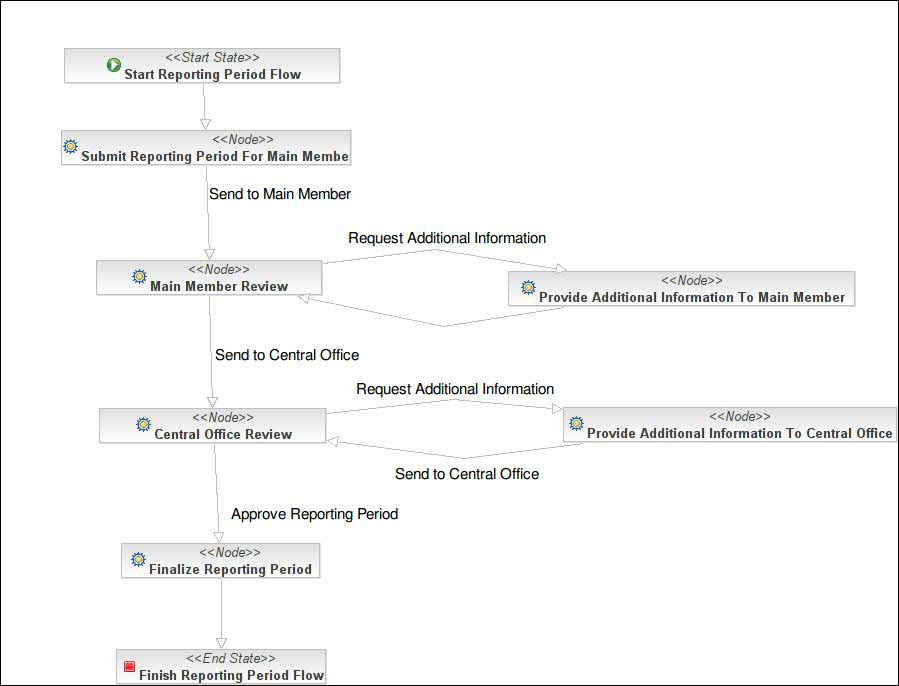 <<Start State>>
Start Reporting Period Flow
<<Node>>
Submit Reporting Period For Main Membe
Send to Main Member
Request Additional Information
<<Node>>
Main Member Review
<<Node>>
Provide Additional Information To Main Member
Send to Central Office
Request Additional Information
<<Node>>
Central Office Review
<<Node>>
Provide Additional Information To Central Office
Send to Central Office
Approve Reporting Period
<<Node>>
Finalize Reporting Period
<<End State>>
Finish Reporting Period Flow